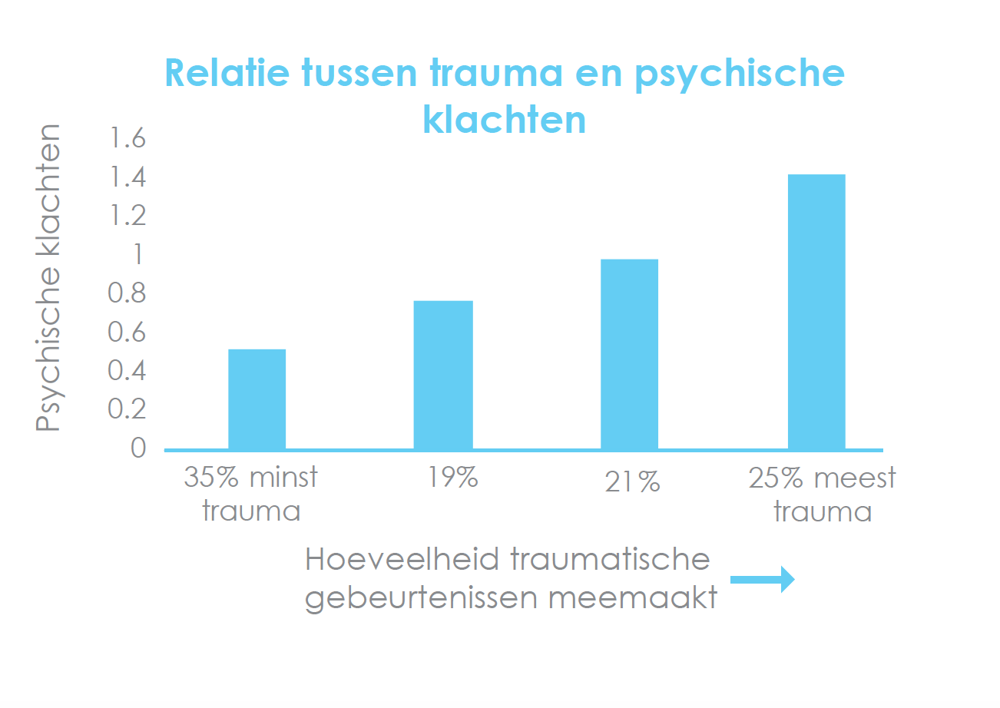 Relatie tussen trauma en psychische
klachten
Psychische klachten
1.6
1.4
1.2
1
0.8
0.6
0.4
0.2
0
35% minst
trauma
19%
21%
25% meest
trauma
Hoeveelheid traumatische
gebeurtenissen meemaakt